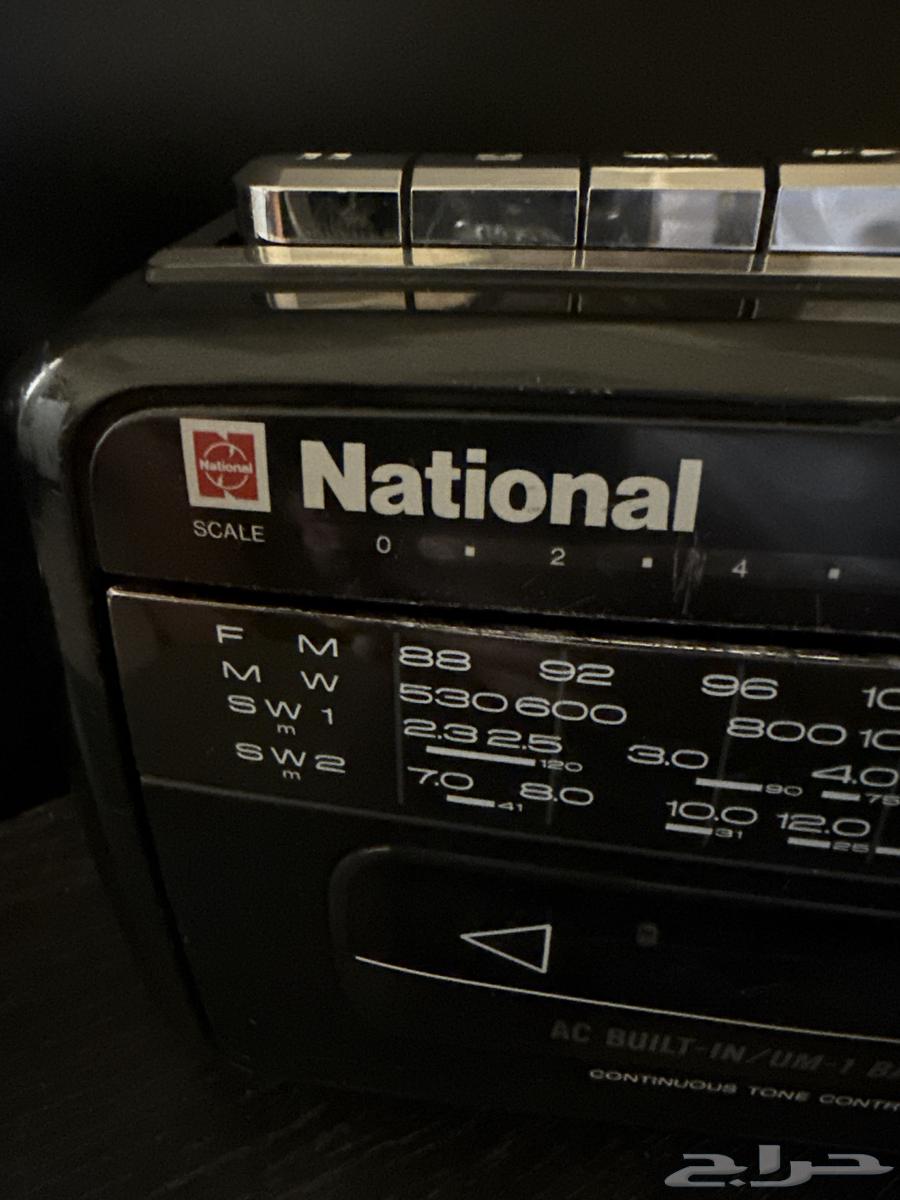 National
National
SCALE 0 2 4
FM 88 92 96
MW 530 600 800
SW1 2.3 2.5 3.0 4.0
m 120 90 75
SW2 7.0 8.0 10.0 12.0
m 41 31 25
AC BUILT-IN/UM-1
CONTINUOUS TONE
حراج